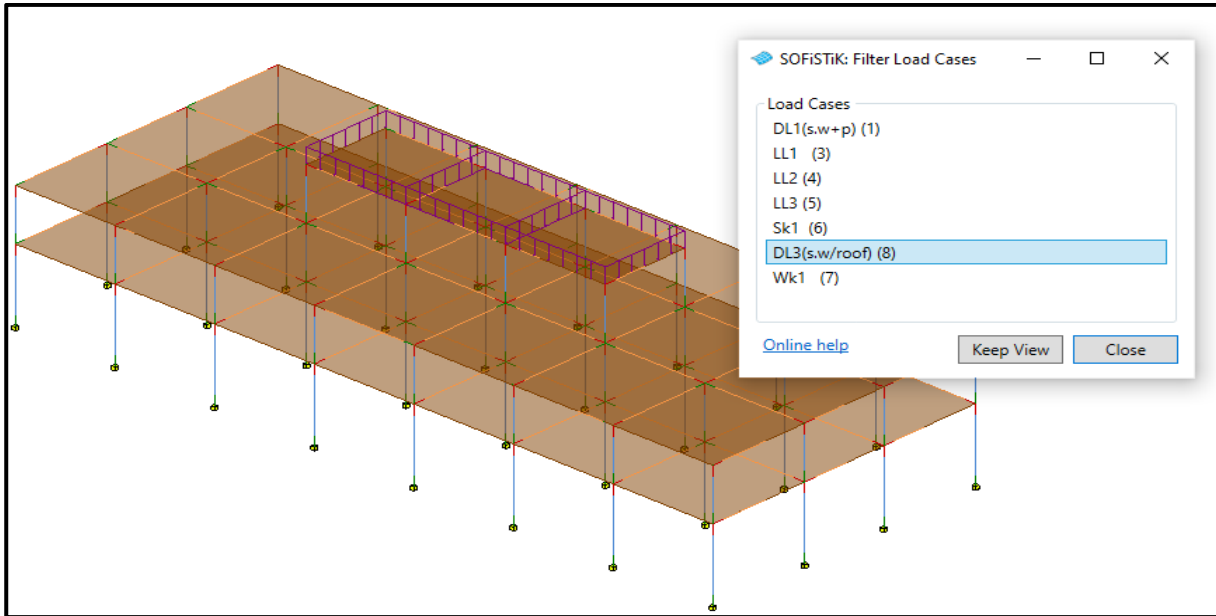 SOFiSTiK: Filter Load Cases
Load Cases
DL1(s.w+p) (1)
LL1 (3)
LL2 (4)
LL3 (5)
Sk1 (6)
DL3(s.w/roof) (8)
Wk1 (7)
Online help
Keep View
Close